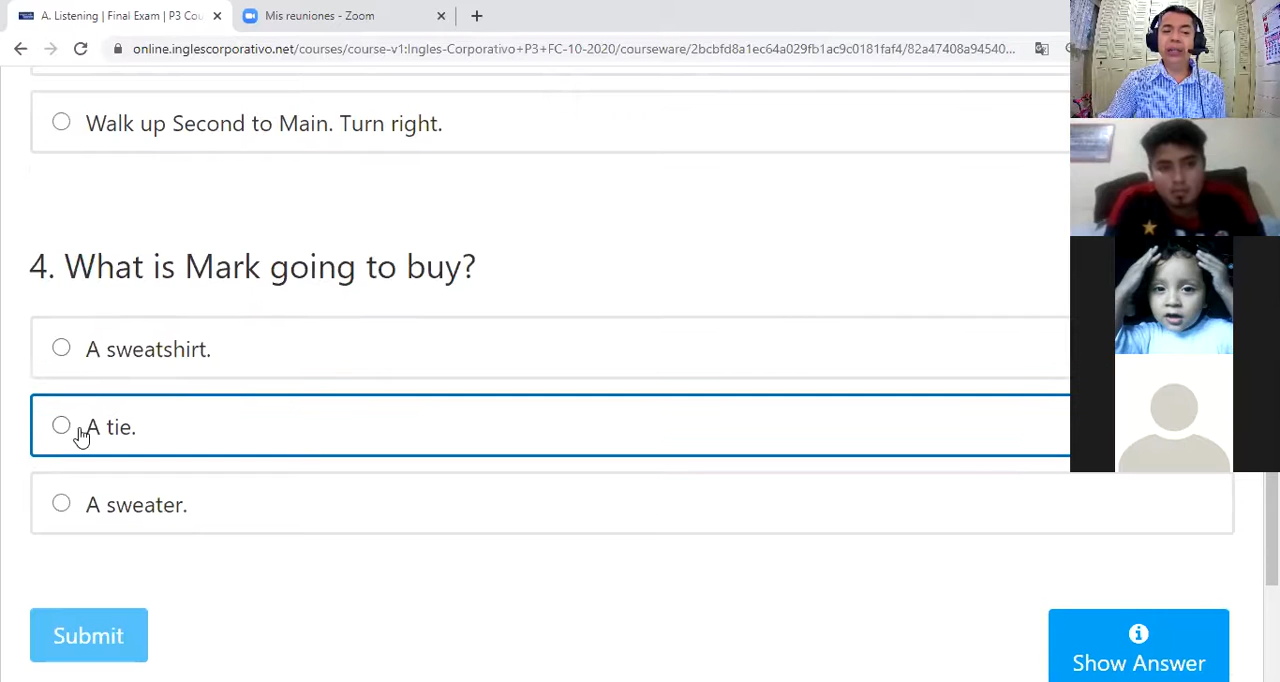 A. Listening | Final Exam | P3 Cou
Mis reuniones - Zoom
online.inglescorporativo.net/courses/course-v1:Ingles-Corporativo+P3+FC-10-2020/courseware/2bcbfd8a1ec64a029fb1ac9c0181faf4/82a47408a94540...
Walk up Second to Main. Turn right.
4. What is Mark going to buy?
A sweatshirt.
A tie.
A sweater.
Submit
Show Answer